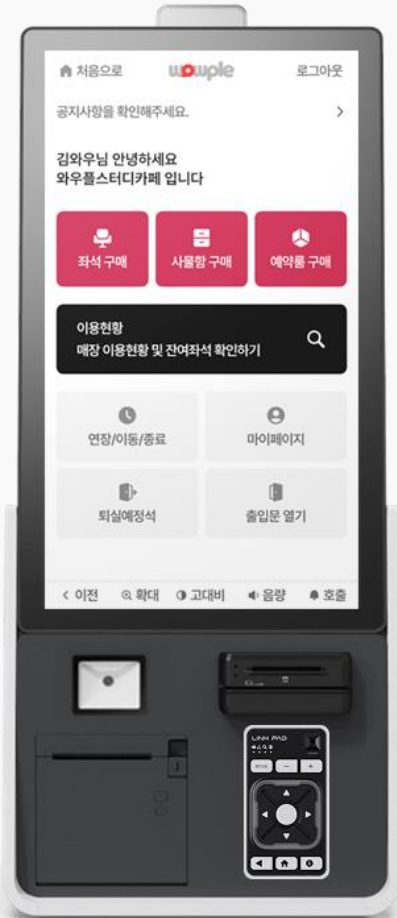 처음으로 wowple 로그아웃
공지사항을 확인해주세요. >
김와우님 안녕하세요
와우플스터디카페 입니다
좌석 구매 사물함 구매 예약룸 구매
이용현황
매장 이용현황 및 잔여좌석 확인하기
연장/이동/종료 마이페이지
퇴실예정석 출입문 열기
< 이전 확대 고대비 음량 호출
LINK PAD
- +